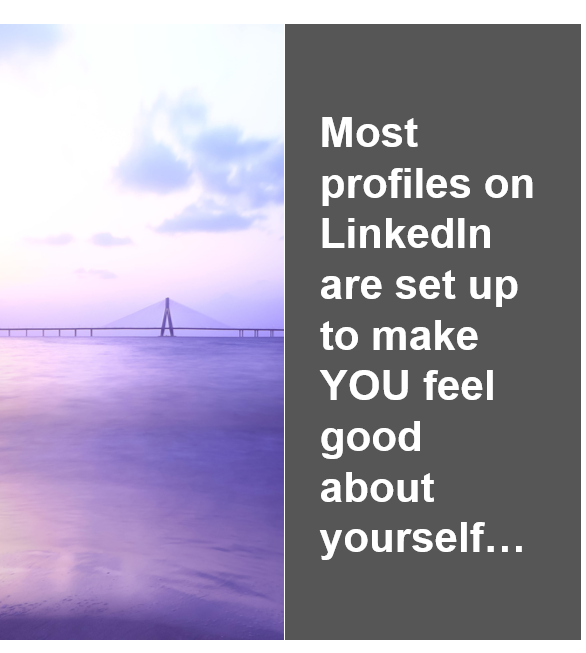 Most
profiles on
LinkedIn
are set up
to make
YOU feel
good
about
yourself…